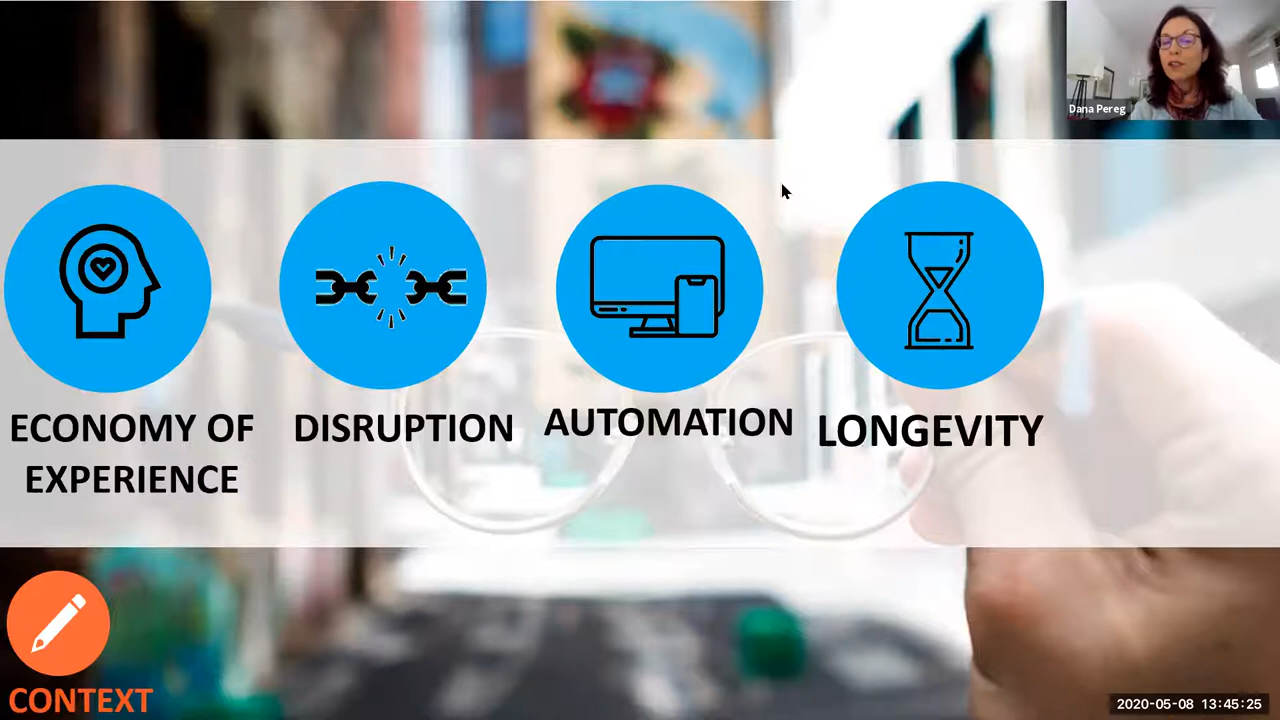 Dana Pereg
ECONOMY OF
EXPERIENCE
DISRUPTION
AUTOMATION
LONGEVITY
CONTEXT
2020-05-08 13:45:25